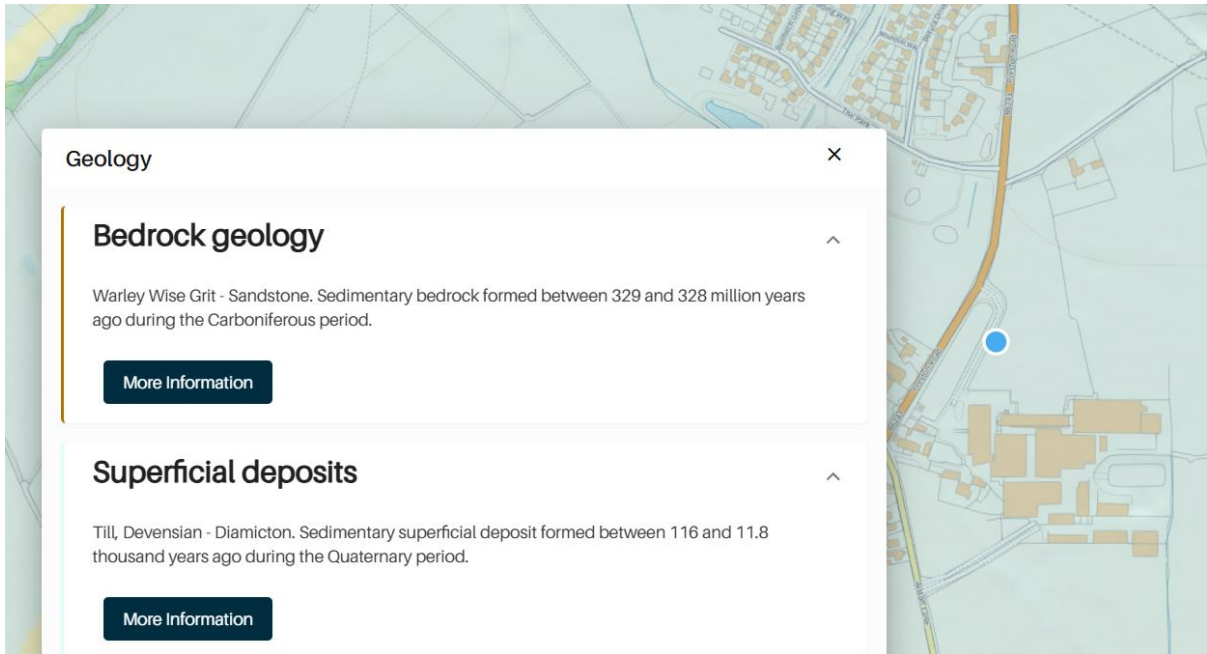 Geology
Bedrock geology
Warley Wise Grit - Sandstone. Sedimentary bedrock formed between 329 and 328 million years
ago during the Carboniferous period.
More Information
Superficial deposits
Till, Devensian - Diamicton. Sedimentary superficial deposit formed between 116 and 11.8
thousand years ago during the Quaternary period.
More Information
The Park